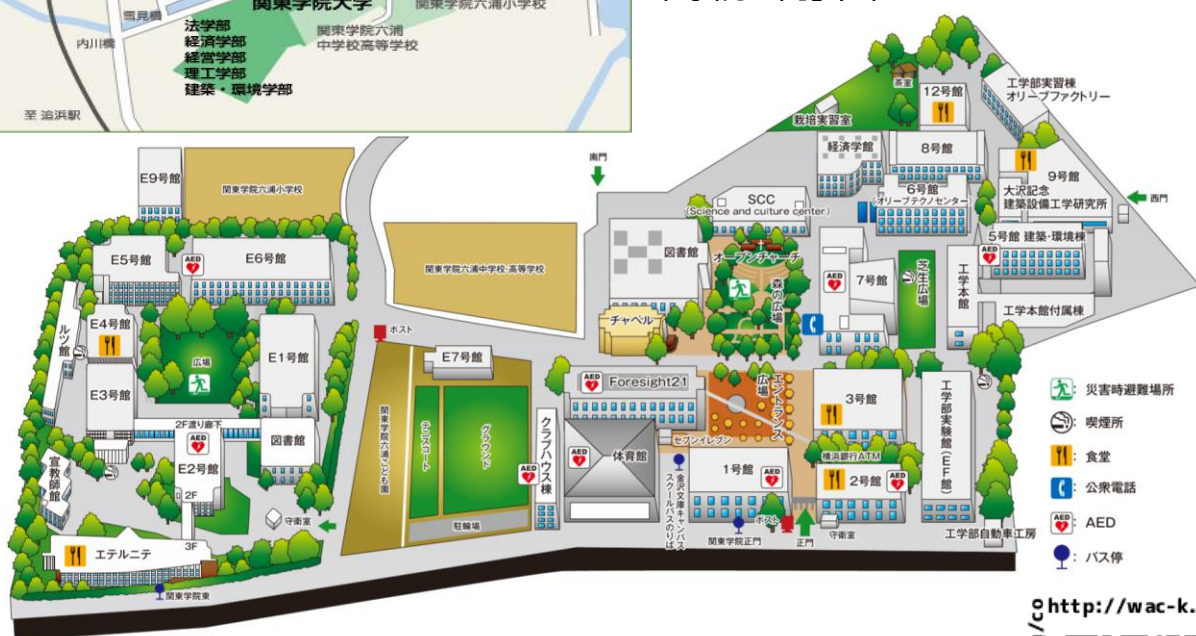 雪見橋
関東学院大学
関東学院六浦小学校
内川橋
法学部
経済学部
経営学部
理工学部
建築・環境学部
関東学院六浦
中学校高等学校
至 追浜駅
茶室
12号館
工学部実習棟
オリーブファクトリー
栽培実習室
経済学館
8号館
9号館
南門
E9号館
関東学院六浦小学校
SCC
(Science and culture center)
6号館
(オリーブテクノセンター)
大沢記念
建築設備工学研究所
西門
5号館 建築・環境棟
E5号館
AED
E6号館
関東学院六浦中学校・高等学校
図書館
オープンチャーチ
森の広場
AED
7号館
芝生広場
工学本館
AED
工学本館付属棟
ルツ館
E4号館
広場
E1号館
ポスト
チャペル
E7号館
AED
Foresight21
エントランス広場
3号館
工学部実験館(EF館)
E3号館
2F渡り廊下
AED
E2号館
2F
3F
図書館
宣教師館
守衛室
エテルニテ
関東学院東
関東学院六浦こども園
テニスコート
グラウンド
駐輪場
クラブハウス棟
AED
AED
体育館
セブンイレブン
金沢文庫キャンパス
スクールバスのりば
1号館
AED
関東学院正門
ポスト
正門
横浜銀行ATM
2号館
AED
守衛室
工学部自動車工房
: 災害時避難場所
: 喫煙所
: 食堂
: 公衆電話
AED : AED
: バス停
http://wac-k.
/co